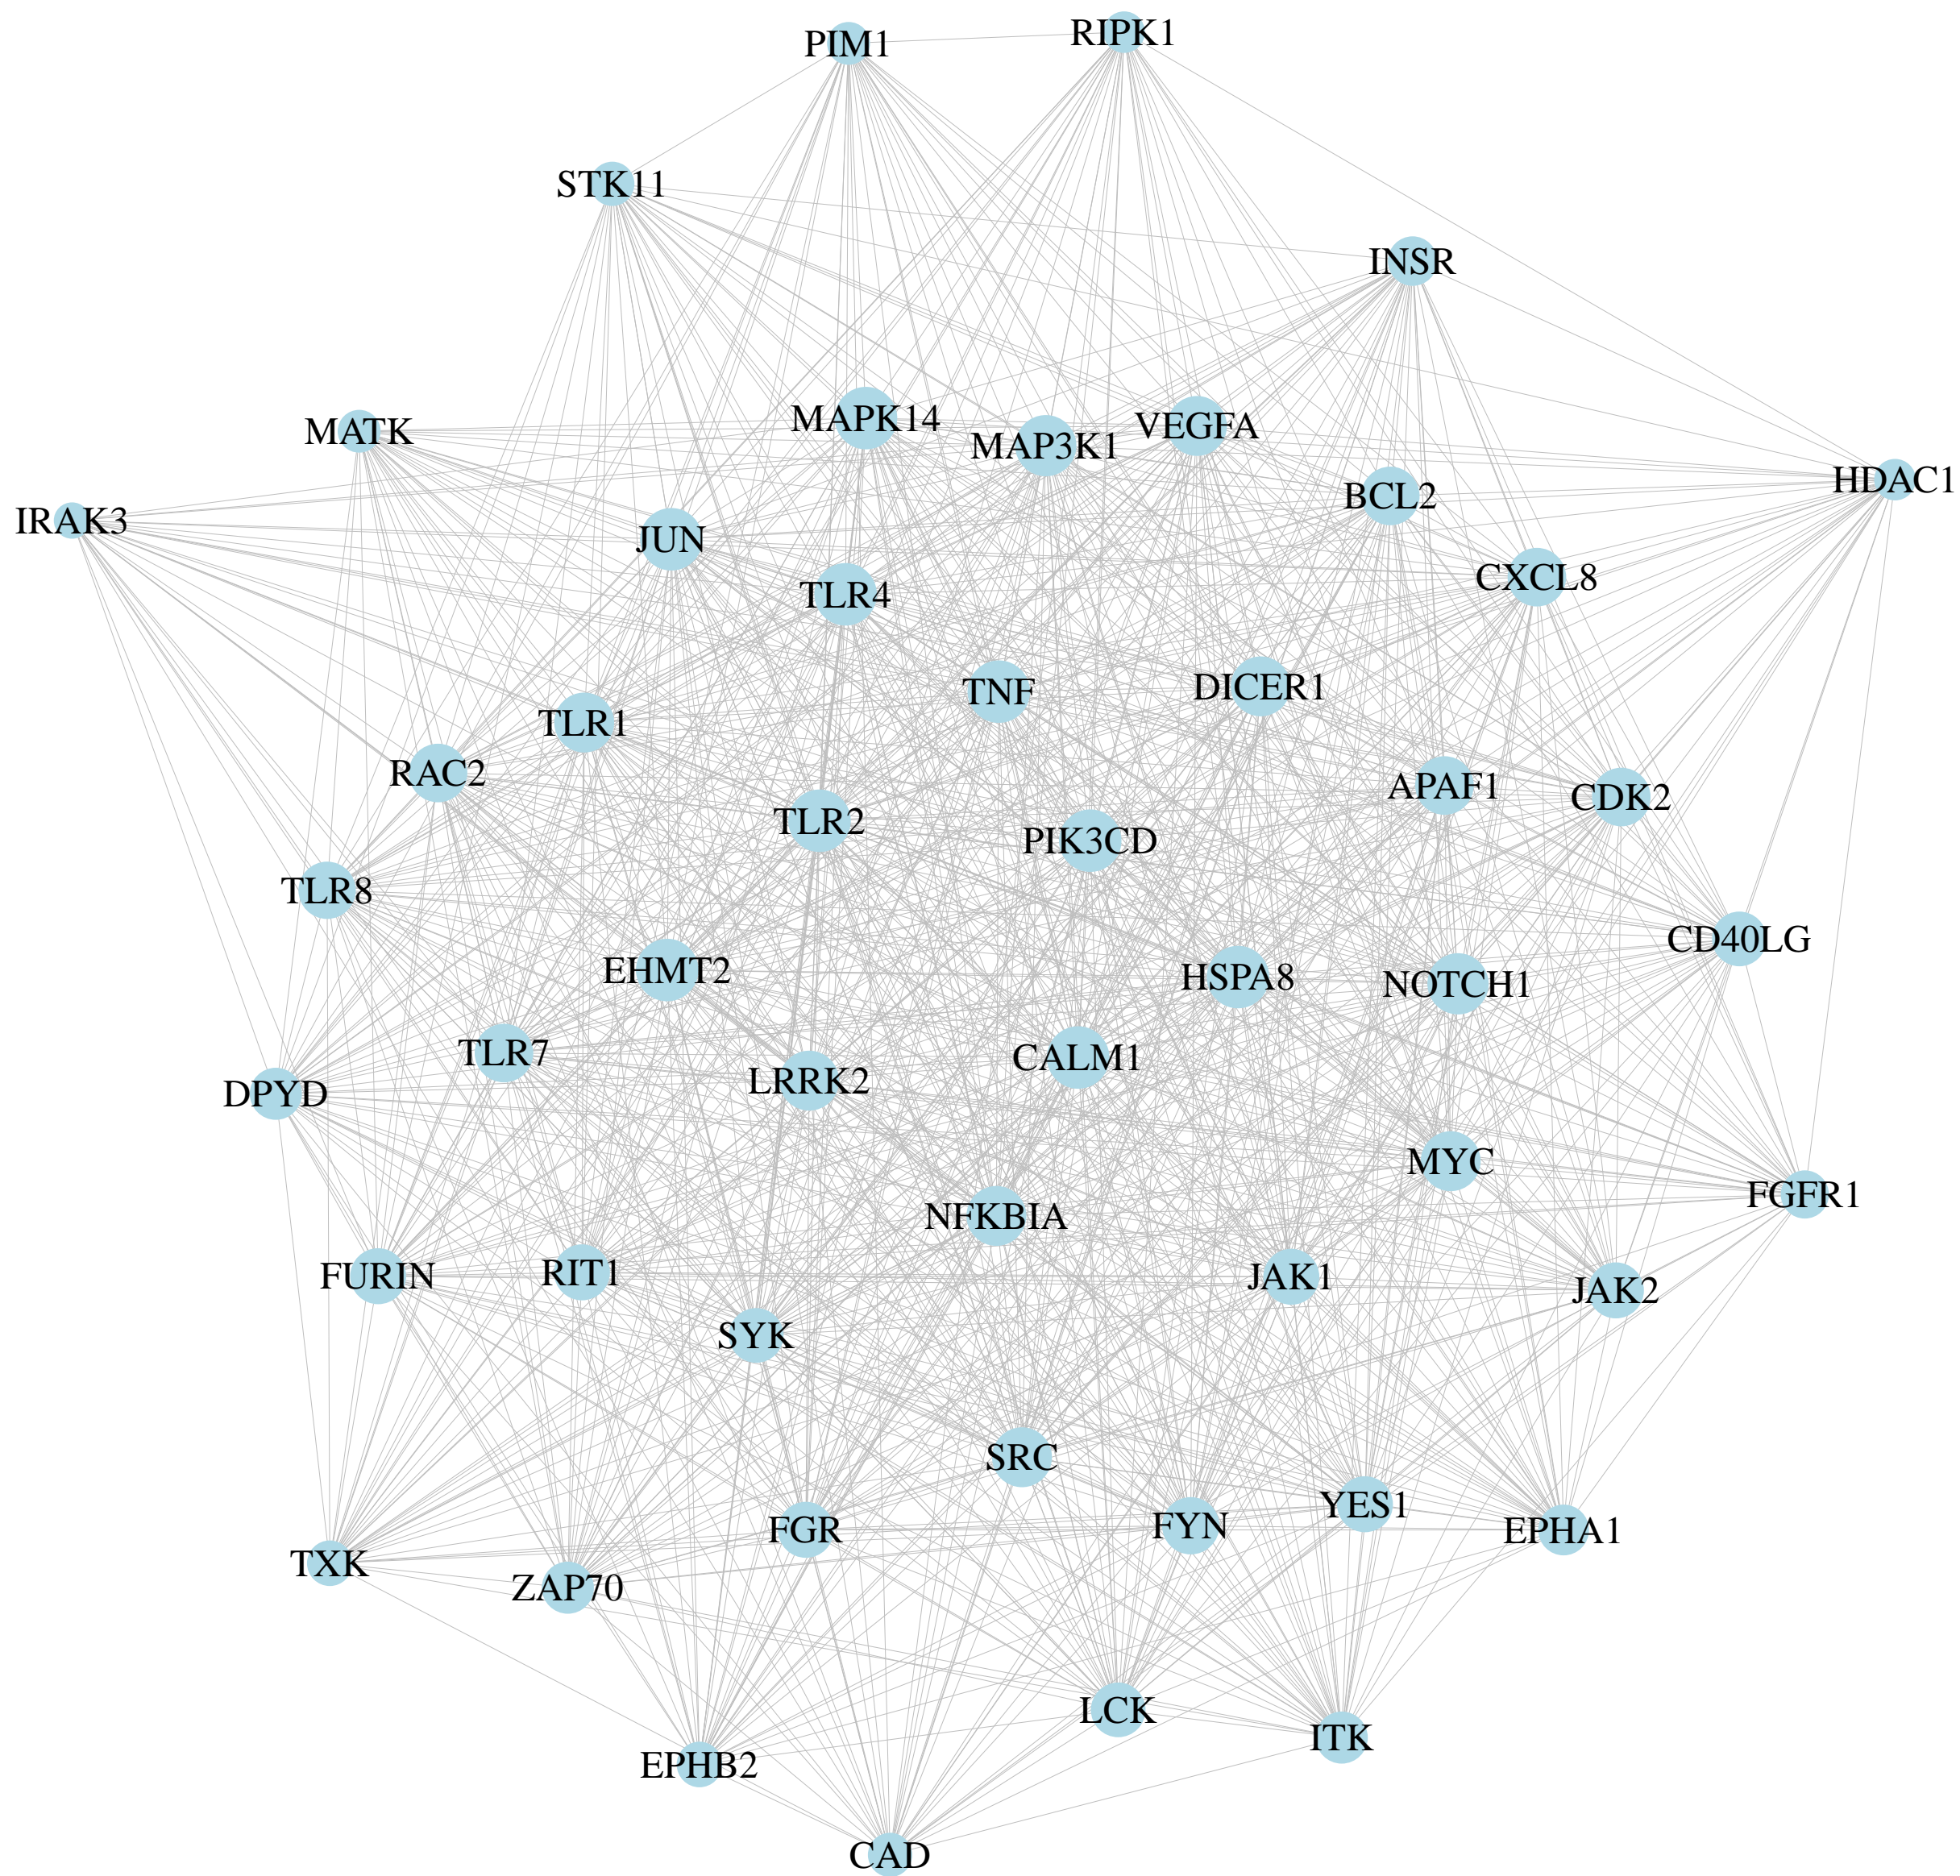 RIPK1
PIM1
STK11
INSR
MAPK14
VEGFA
MATK
MAP3K1
HDAC1
BCL2
IRAK3
JUN
CXCL8
TLR4
DICER1
TNF
TLR1
RAC2
APAF1
CDK2
TLR2
PIK3CD
TLR8
CD40LG
EHMT2
HSPA8
NOTCH1
TLR7
CALM1
LRRK2
DPYD
MYC
FGFR1
NFKBIA
RIT1
FURIN
JAK1
JAK2
SYK
SRC
YES1
FYN
FGR
EPHA1
TXK
ZAP70
LCK
ITK
EPHB2
CAD